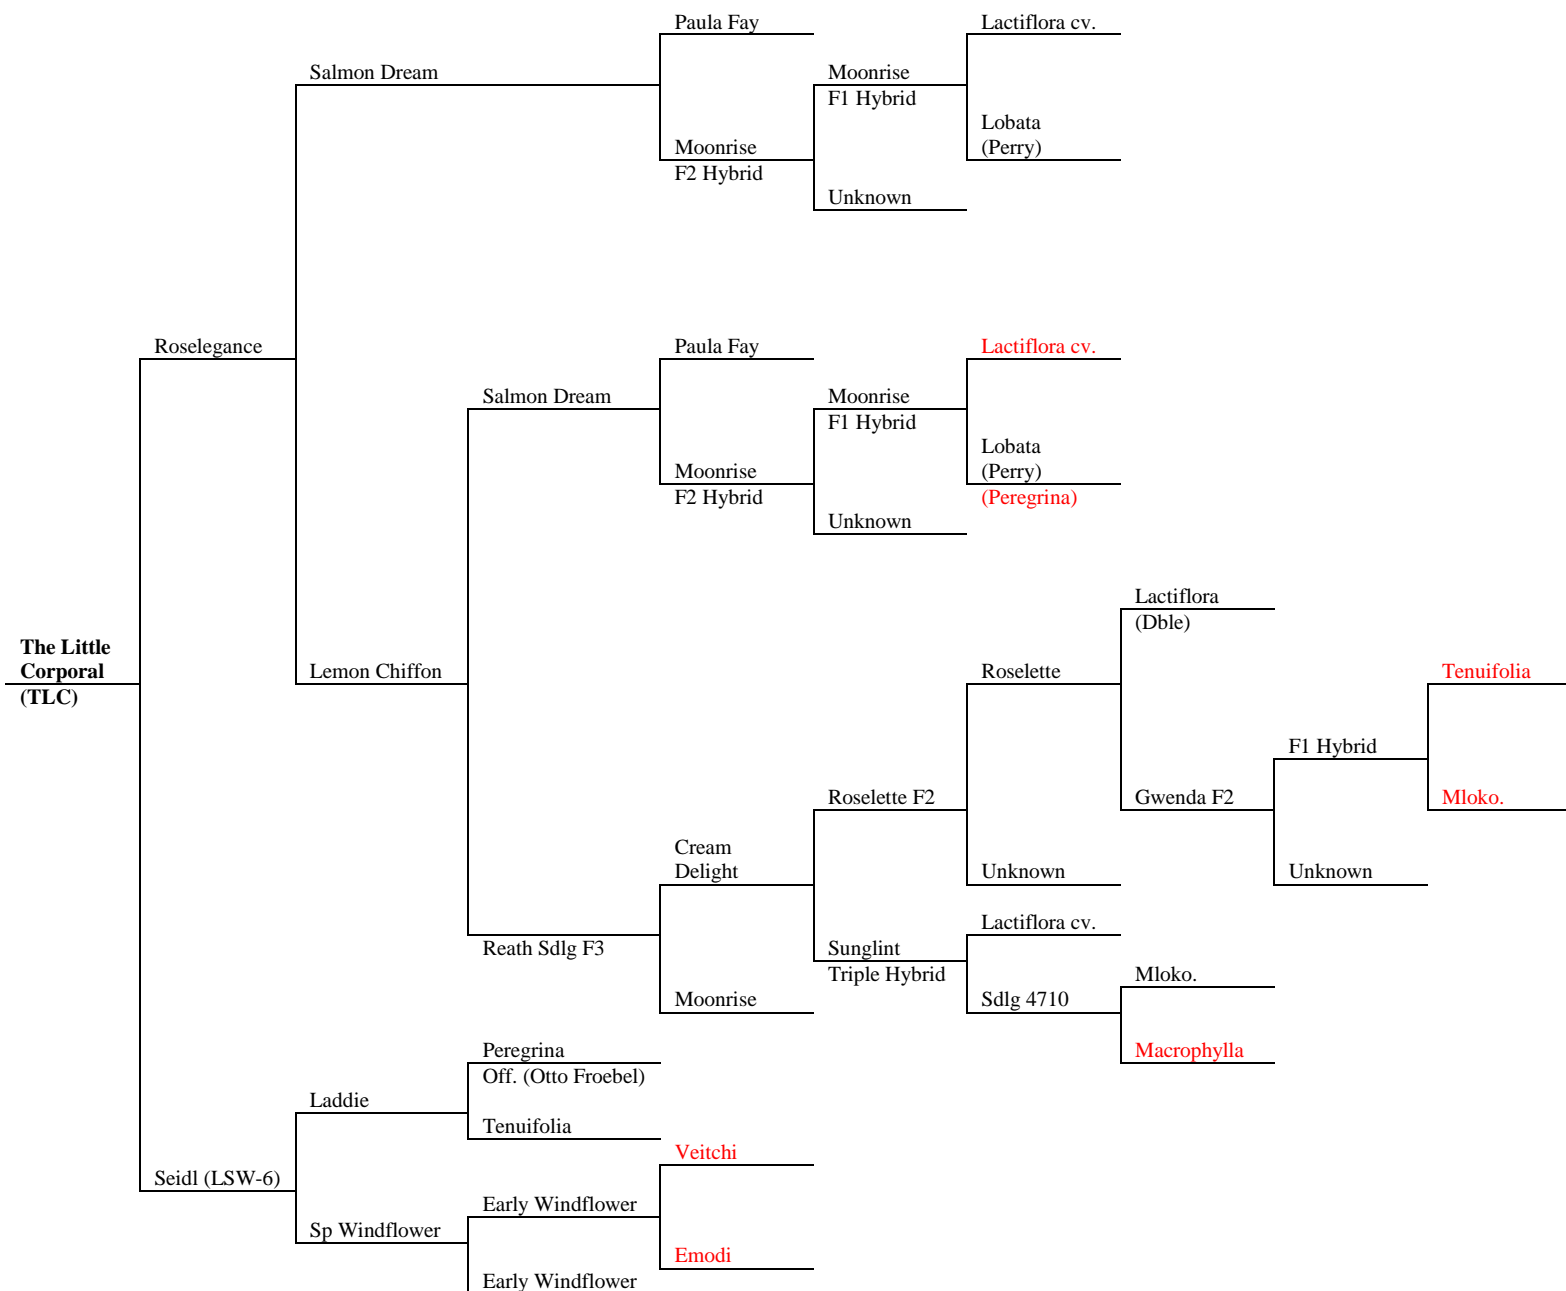 Paula Fay
Lactiflora cv.
Salmon Dream
Moonrise
F1 Hybrid
Lobata
(Perry)
Moonrise
F2 Hybrid
Unknown
Roselegance
Paula Fay
Lactiflora cv.
Salmon Dream
Moonrise
F1 Hybrid
Lobata
(Perry)
(Peregrina)
Moonrise
F2 Hybrid
Unknown
Lactiflora
(Dble)
The Little
Corporal
(TLC)
Lemon Chiffon
Roselette
Tenuifolia
F1 Hybrid
Roselette F2
Gwenda F2
Mloko.
Cream
Delight
Unknown
Unknown
Lactiflora cv.
Reath Sdlg F3
Sunglint
Triple Hybrid
Mloko.
Moonrise
Sdlg 4710
Macrophylla
Peregrina
Off. (Otto Froebel)
Laddie
Tenuifolia
Veitchi
Seidl (LSW-6)
Early Windflower
Sp Windflower
Emodi
Early Windflower